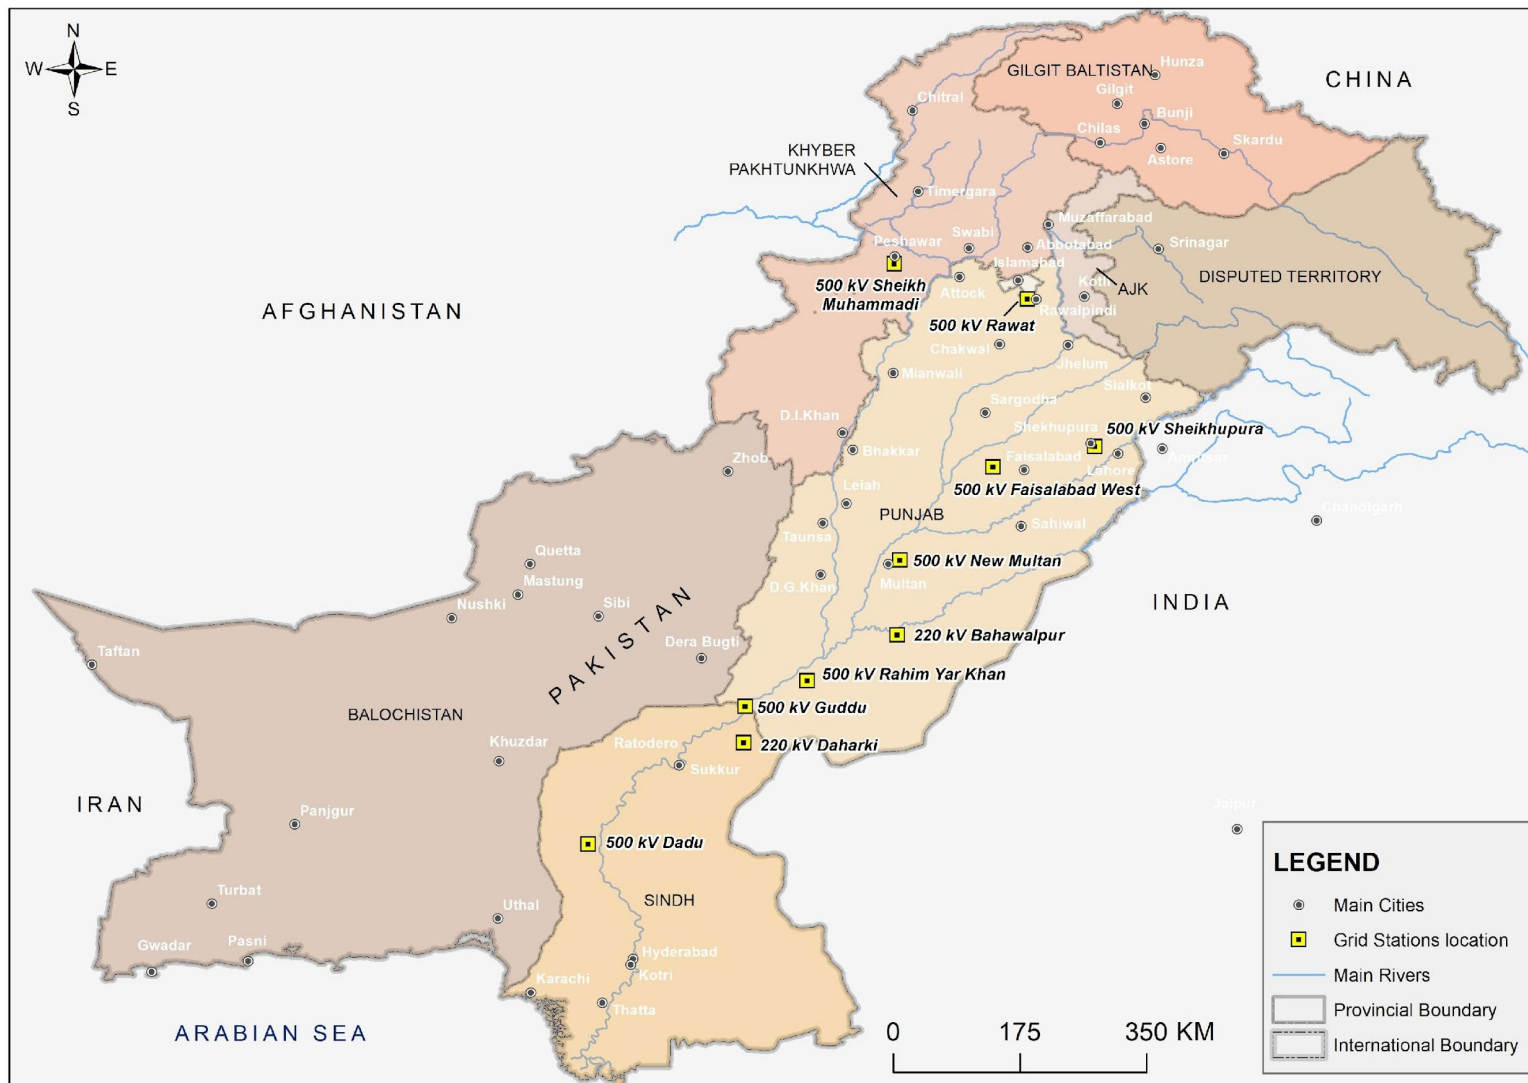 N
W
E
S
GILGIT BALTISTAN
Hunza
CHINA
Gilgit
Chitral
Bunji
Chilas
Skardu
Astore
KHYBER
PAKHTUNKHWA
Timergara
Muzaffarabad
Swabi
Abbotabad
Srinagar
Peshawar
Islamabad
DISPUTED TERRITORY
500 kV Sheikh
Muhammadi
Attock
Kotli
AJK
AFGHANISTAN
Rawalpindi
500 kV Rawat
Chakwal
Jhelum
Mianwali
Sialkot
Sargodha
D.I.Khan
500 kV Sheikhupura
Shekhupura
Bhakkar
Faisalabad
Amritsar
Zhob
Lahore
500 kV Faisalabad West
Leiah
Chandigarh
PUNJAB
Sahiwal
Taunsa
Quetta
500 kV New Multan
Multan
D.G.Khan
Mastung
Nushki
Sibi
INDIA
PAKISTAN
220 kV Bahawalpur
Dera Bugti
Taftan
500 kV Rahim Yar Khan
500 kV Guddu
BALOCHISTAN
Khuzdar
Ratodero
220 kV Daharki
Sukkur
IRAN
Panjgur
Jaipur
500 kV Dadu
Turbat
SINDH
Uthal
Gwadar
Pasni
Hyderabad
Kotri
Karachi
Thatta
ARABIAN SEA
0 175 350 KM
LEGEND
Main Cities
Grid Stations location
Main Rivers
Provincial Boundary
International Boundary